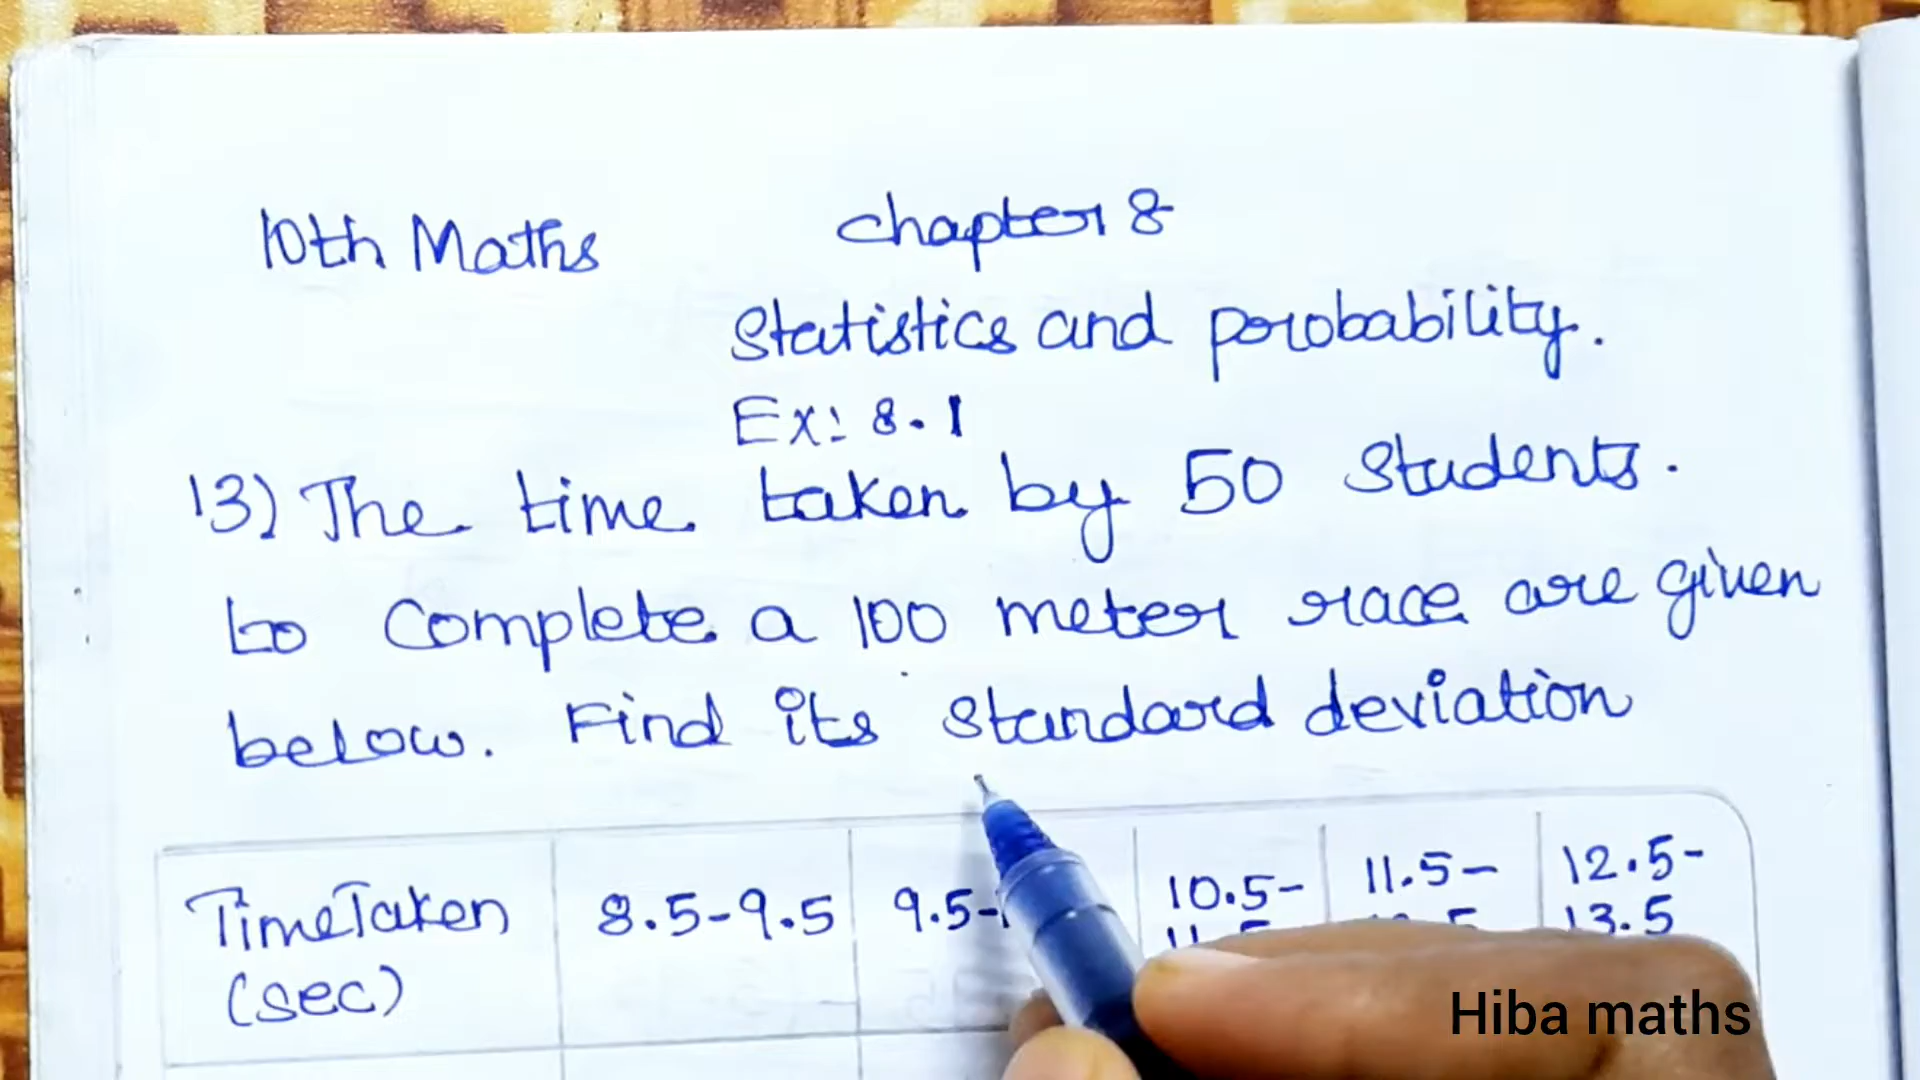 10th Maths chapter 8
Statistics and probability.
Ex: 8.1
13) The time taken by 50 students.
to complete a 100 meter race are given
below. Find its standard deviation
Time Taken 8.5-9.5 9.5- 10.5- 11.5- 12.5-
(sec) 13.5
Hiba maths